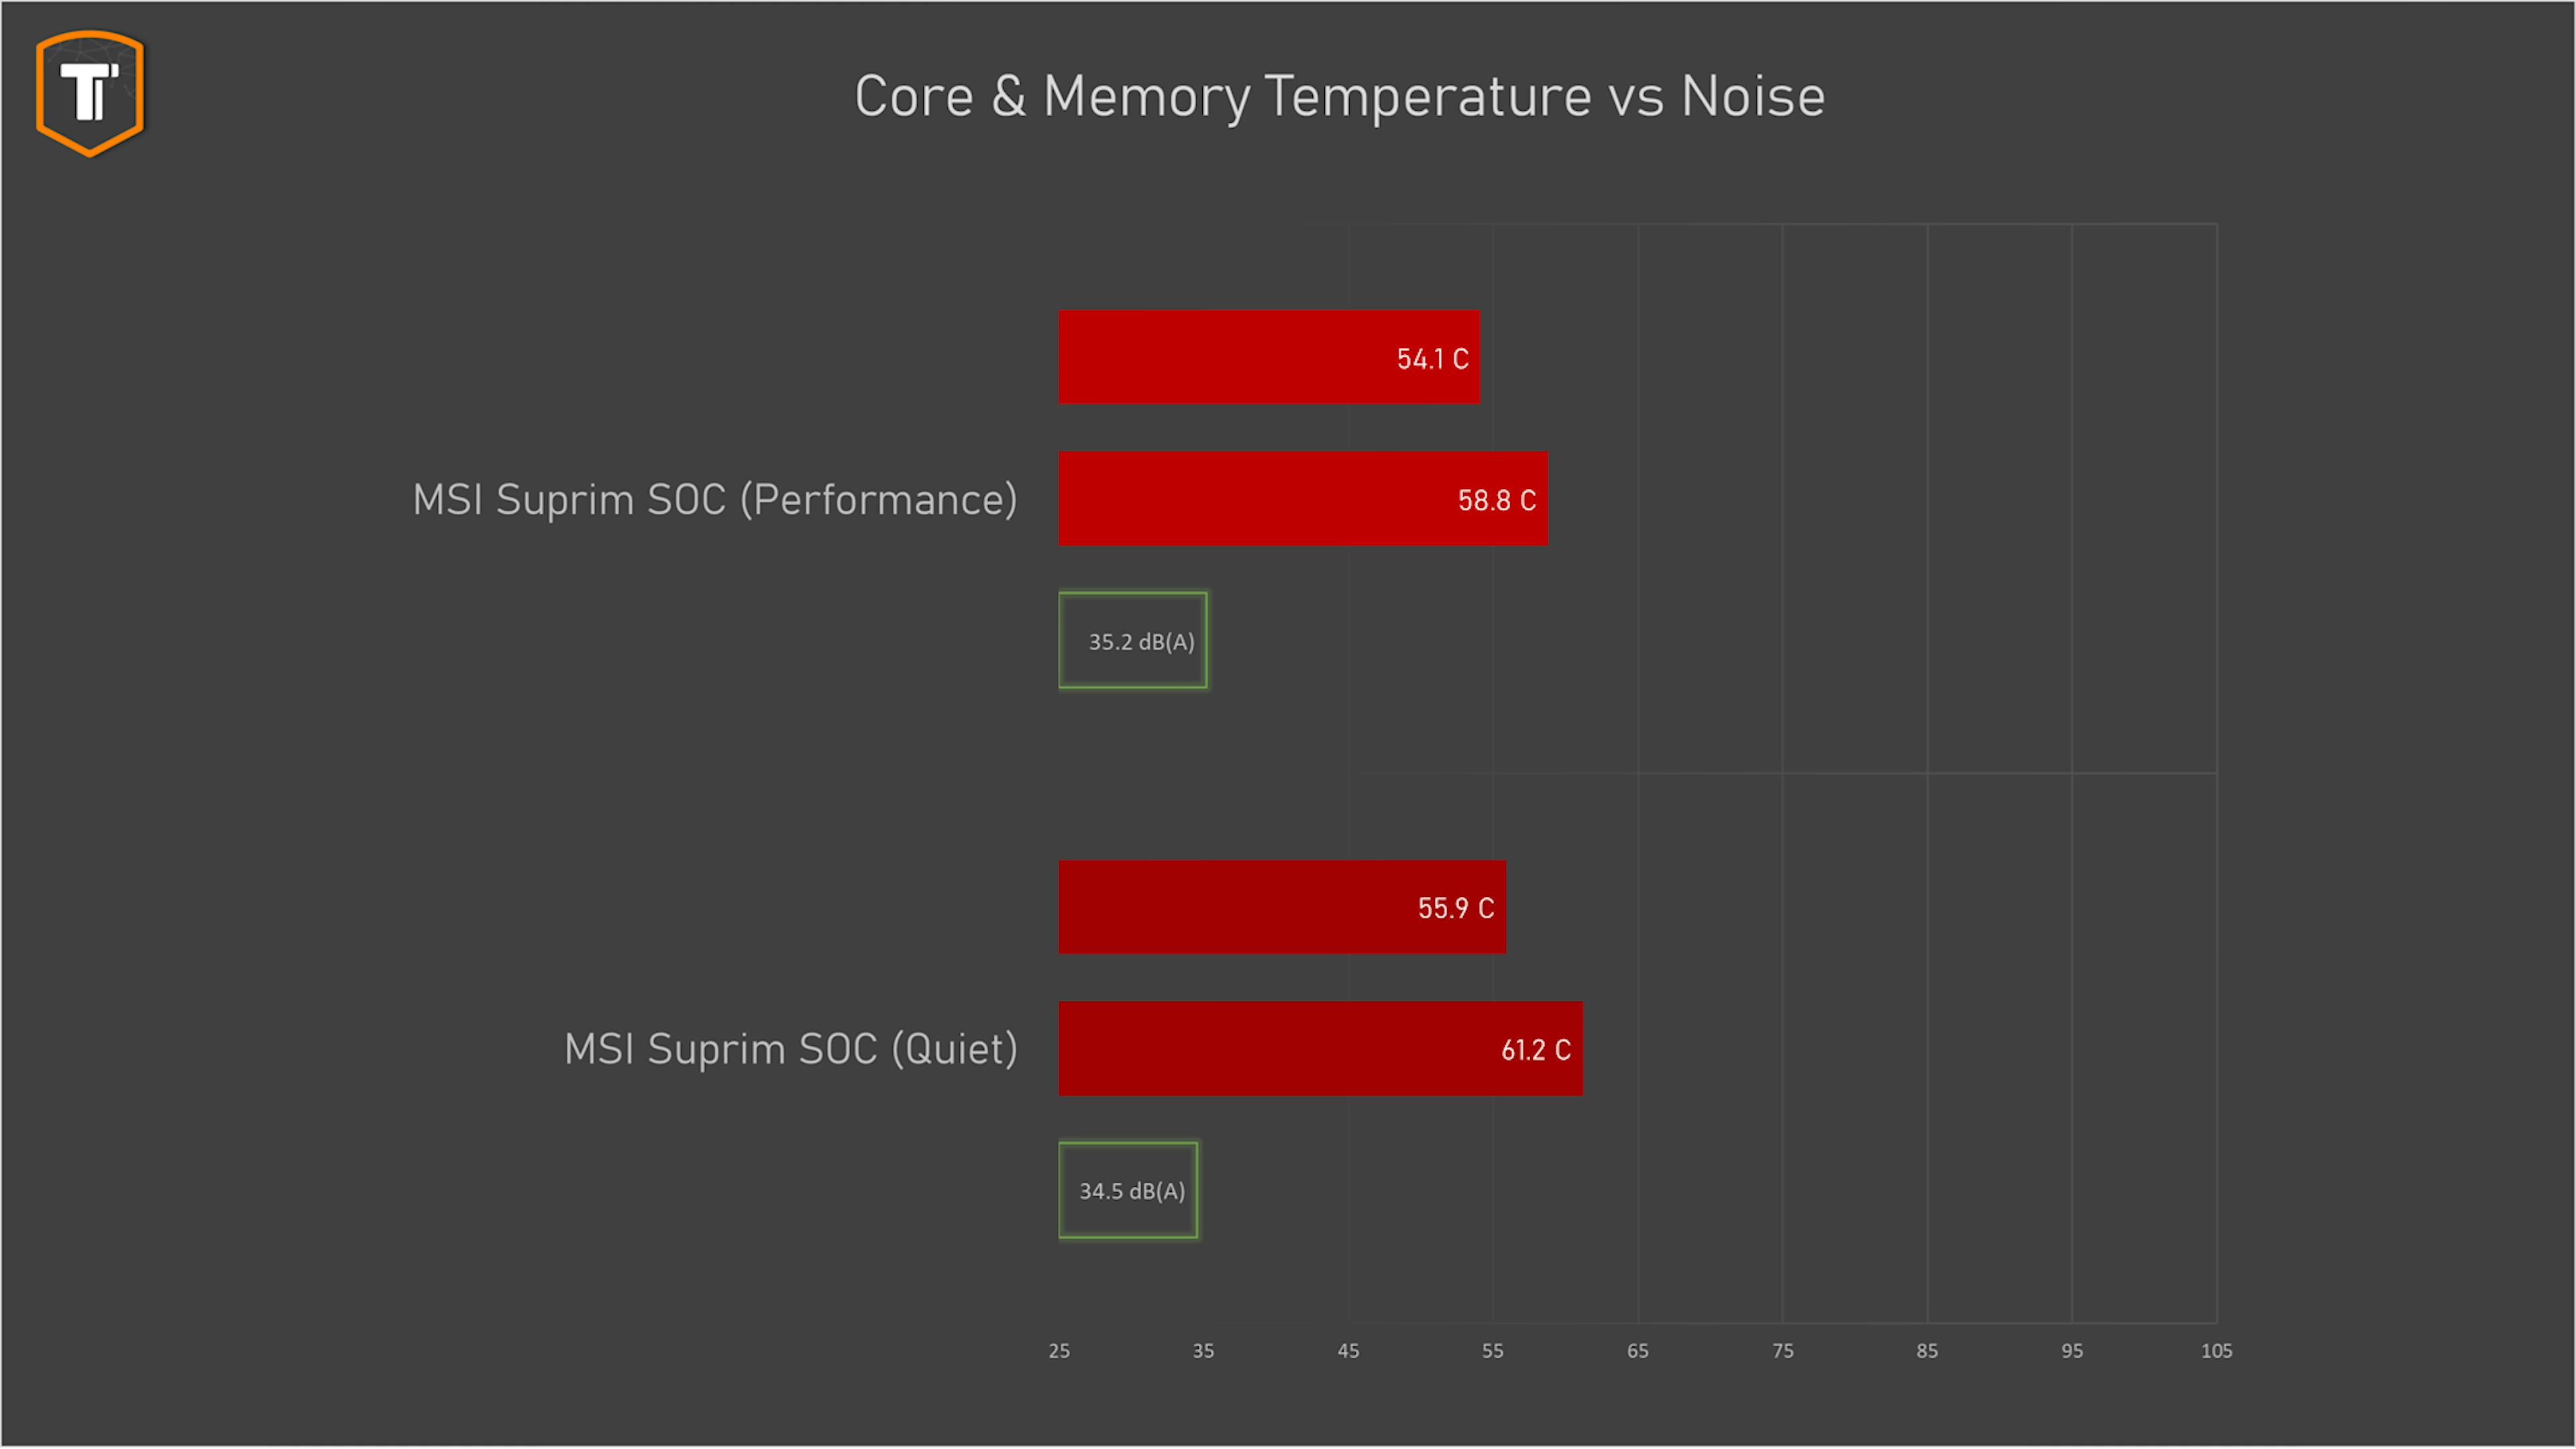 Core & Memory Temperature vs Noise
54.1 C
MSI Suprim SOC (Performance)
58.8 C
35.2 dB(A)
55.9 C
MSI Suprim SOC (Quiet)
61.2 C
34.5 dB(A)
25 35 45 55 65 75 85 95 105